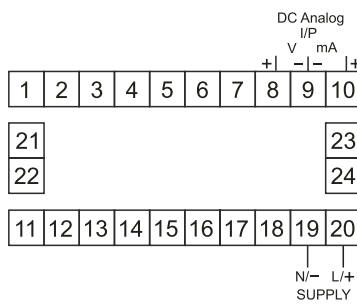 DC Analog
I/P
V mA
+ − − +
1 2 3 4 5 6 7 8 9 10
21 23
22 24
11 12 13 14 15 16 17 18 19 20
N/− L/+
SUPPLY